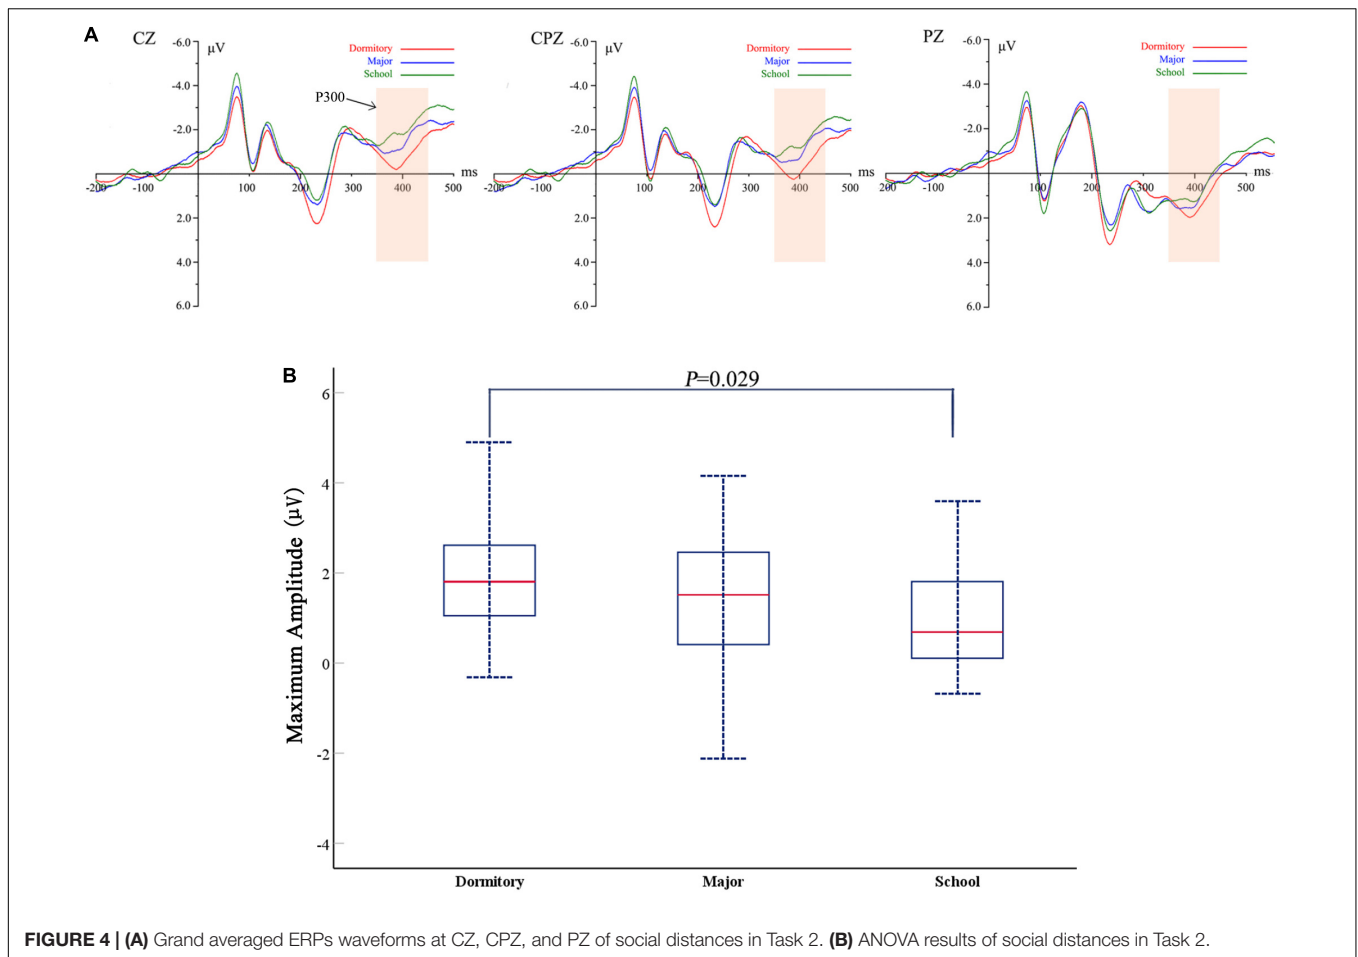 A
CZ
-6.0
μV
Dormitory
Major
School
-4.0
P300
-2.0
ms
-200 -100 100 200 300 400 500
2.0
4.0
6.0
CPZ
-6.0
μV
Dormitory
Major
School
-4.0
-2.0
ms
-200 -100 100 200 300 400 500
2.0
4.0
6.0
PZ
-6.0
μV
Dormitory
Major
School
-4.0
-2.0
ms
-200 -100 100 200 300 400 500
2.0
4.0
6.0
B
P=0.029
Maximum Amplitude (μV)
6
4
2
0
-2
-4
Dormitory Major School
FIGURE 4 | (A) Grand averaged ERPs waveforms at CZ, CPZ, and PZ of social distances in Task 2. (B) ANOVA results of social distances in Task 2.